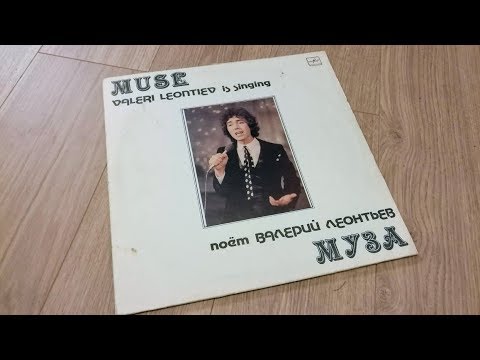 MUSE
VALERI LEONTIEV is singing
поёт ВАЛЕРИЙ ЛЕОНТЬЕВ
МУЗА